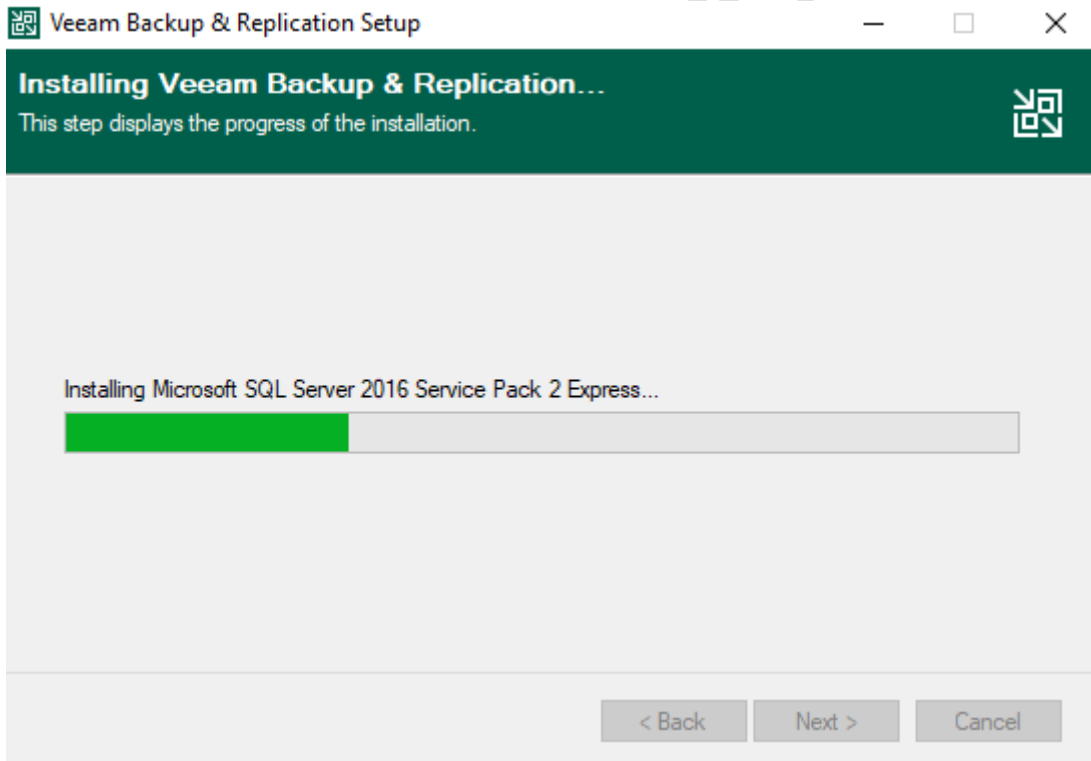 Veeam Backup & Replication Setup
Installing Veeam Backup & Replication...
This step displays the progress of the installation.
Installing Microsoft SQL Server 2016 Service Pack 2 Express...
< Back Next > Cancel